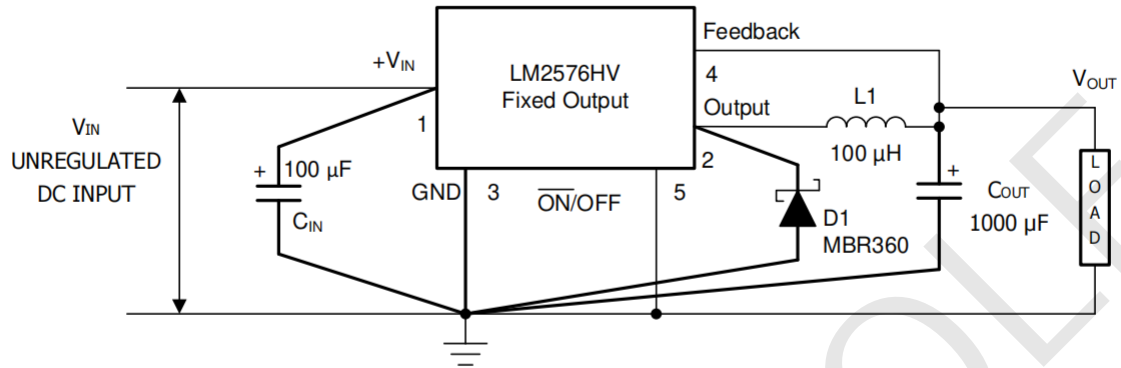 Feedback
+VIN
LM2576HV
Fixed Output
4
VOUT
Output
L1
1
VIN
UNREGULATED
DC INPUT
100 µH
2
+
100 µF
CIN
GND
3
ON/OFF
5
D1
MBR360
+
COUT
1000 µF
L
O
A
D